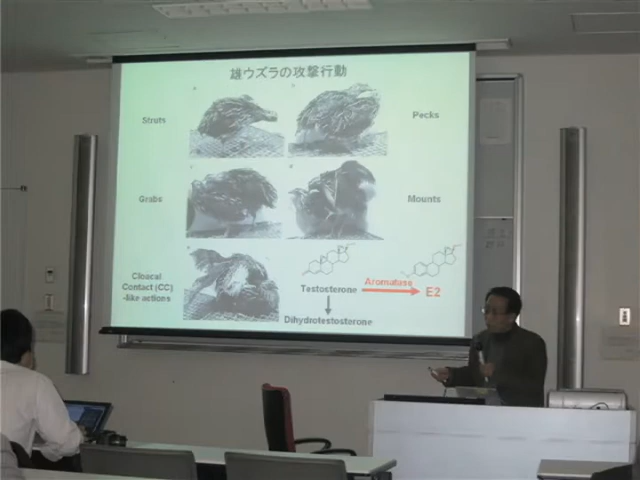 雄ウズラの攻撃行動
Struts
Pecks
Grabs
Mounts
Cloacal
Contact (CC)
-like actions
Testosterone
Aromatase
E2
Dihydrotestosterone